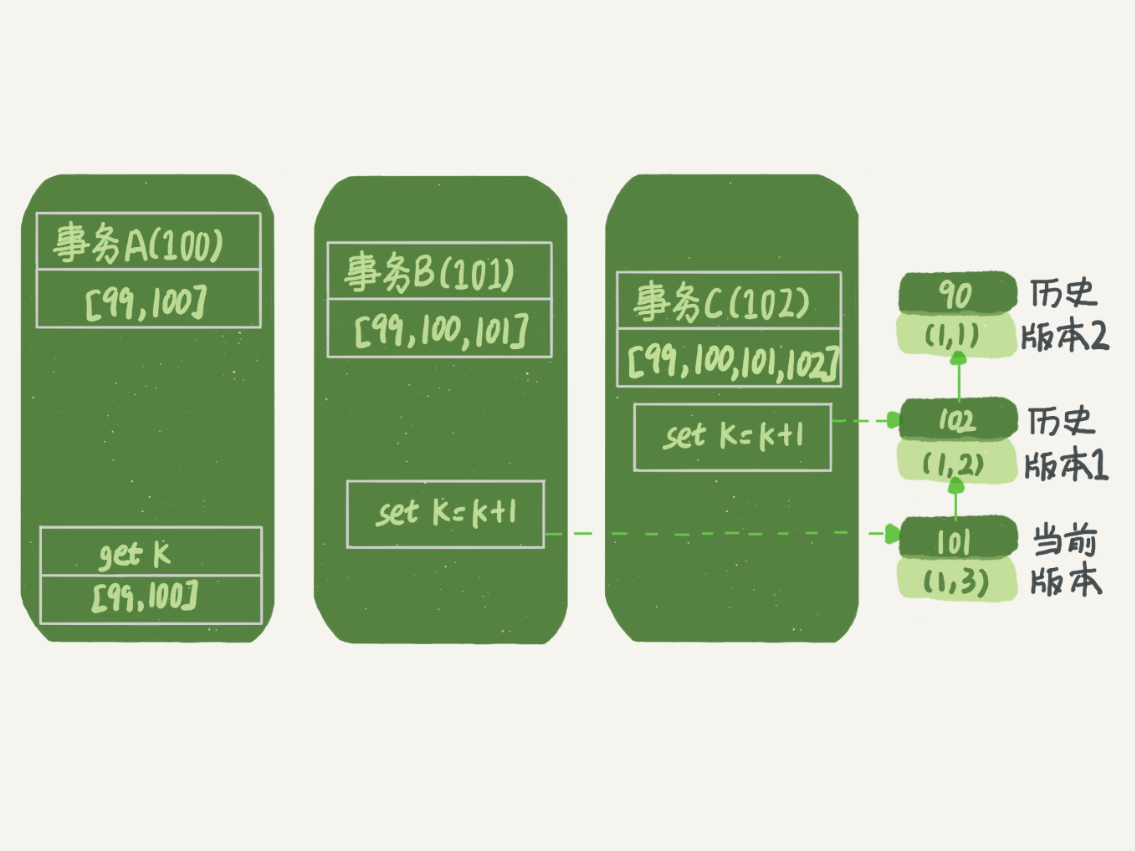 事务A(100)
[99,100]
get k
[99,100]
事务B(101)
[99,100,101]
set k=k+1
事务C(102)
[99,100,101,102]
set k=k+1
90
(1,1)
历史
版本2
102
(1,2)
历史
版本1
101
(1,3)
当前
版本